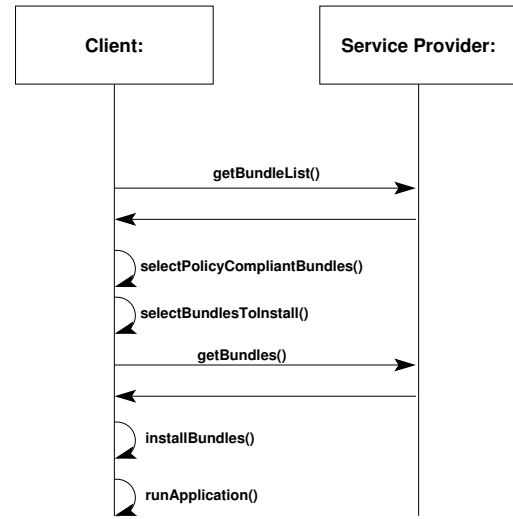 Client:
Service Provider:
getBundleList()
selectPolicyCompliantBundles()
selectBundlesToInstall()
getBundles()
installBundles()
runApplication()